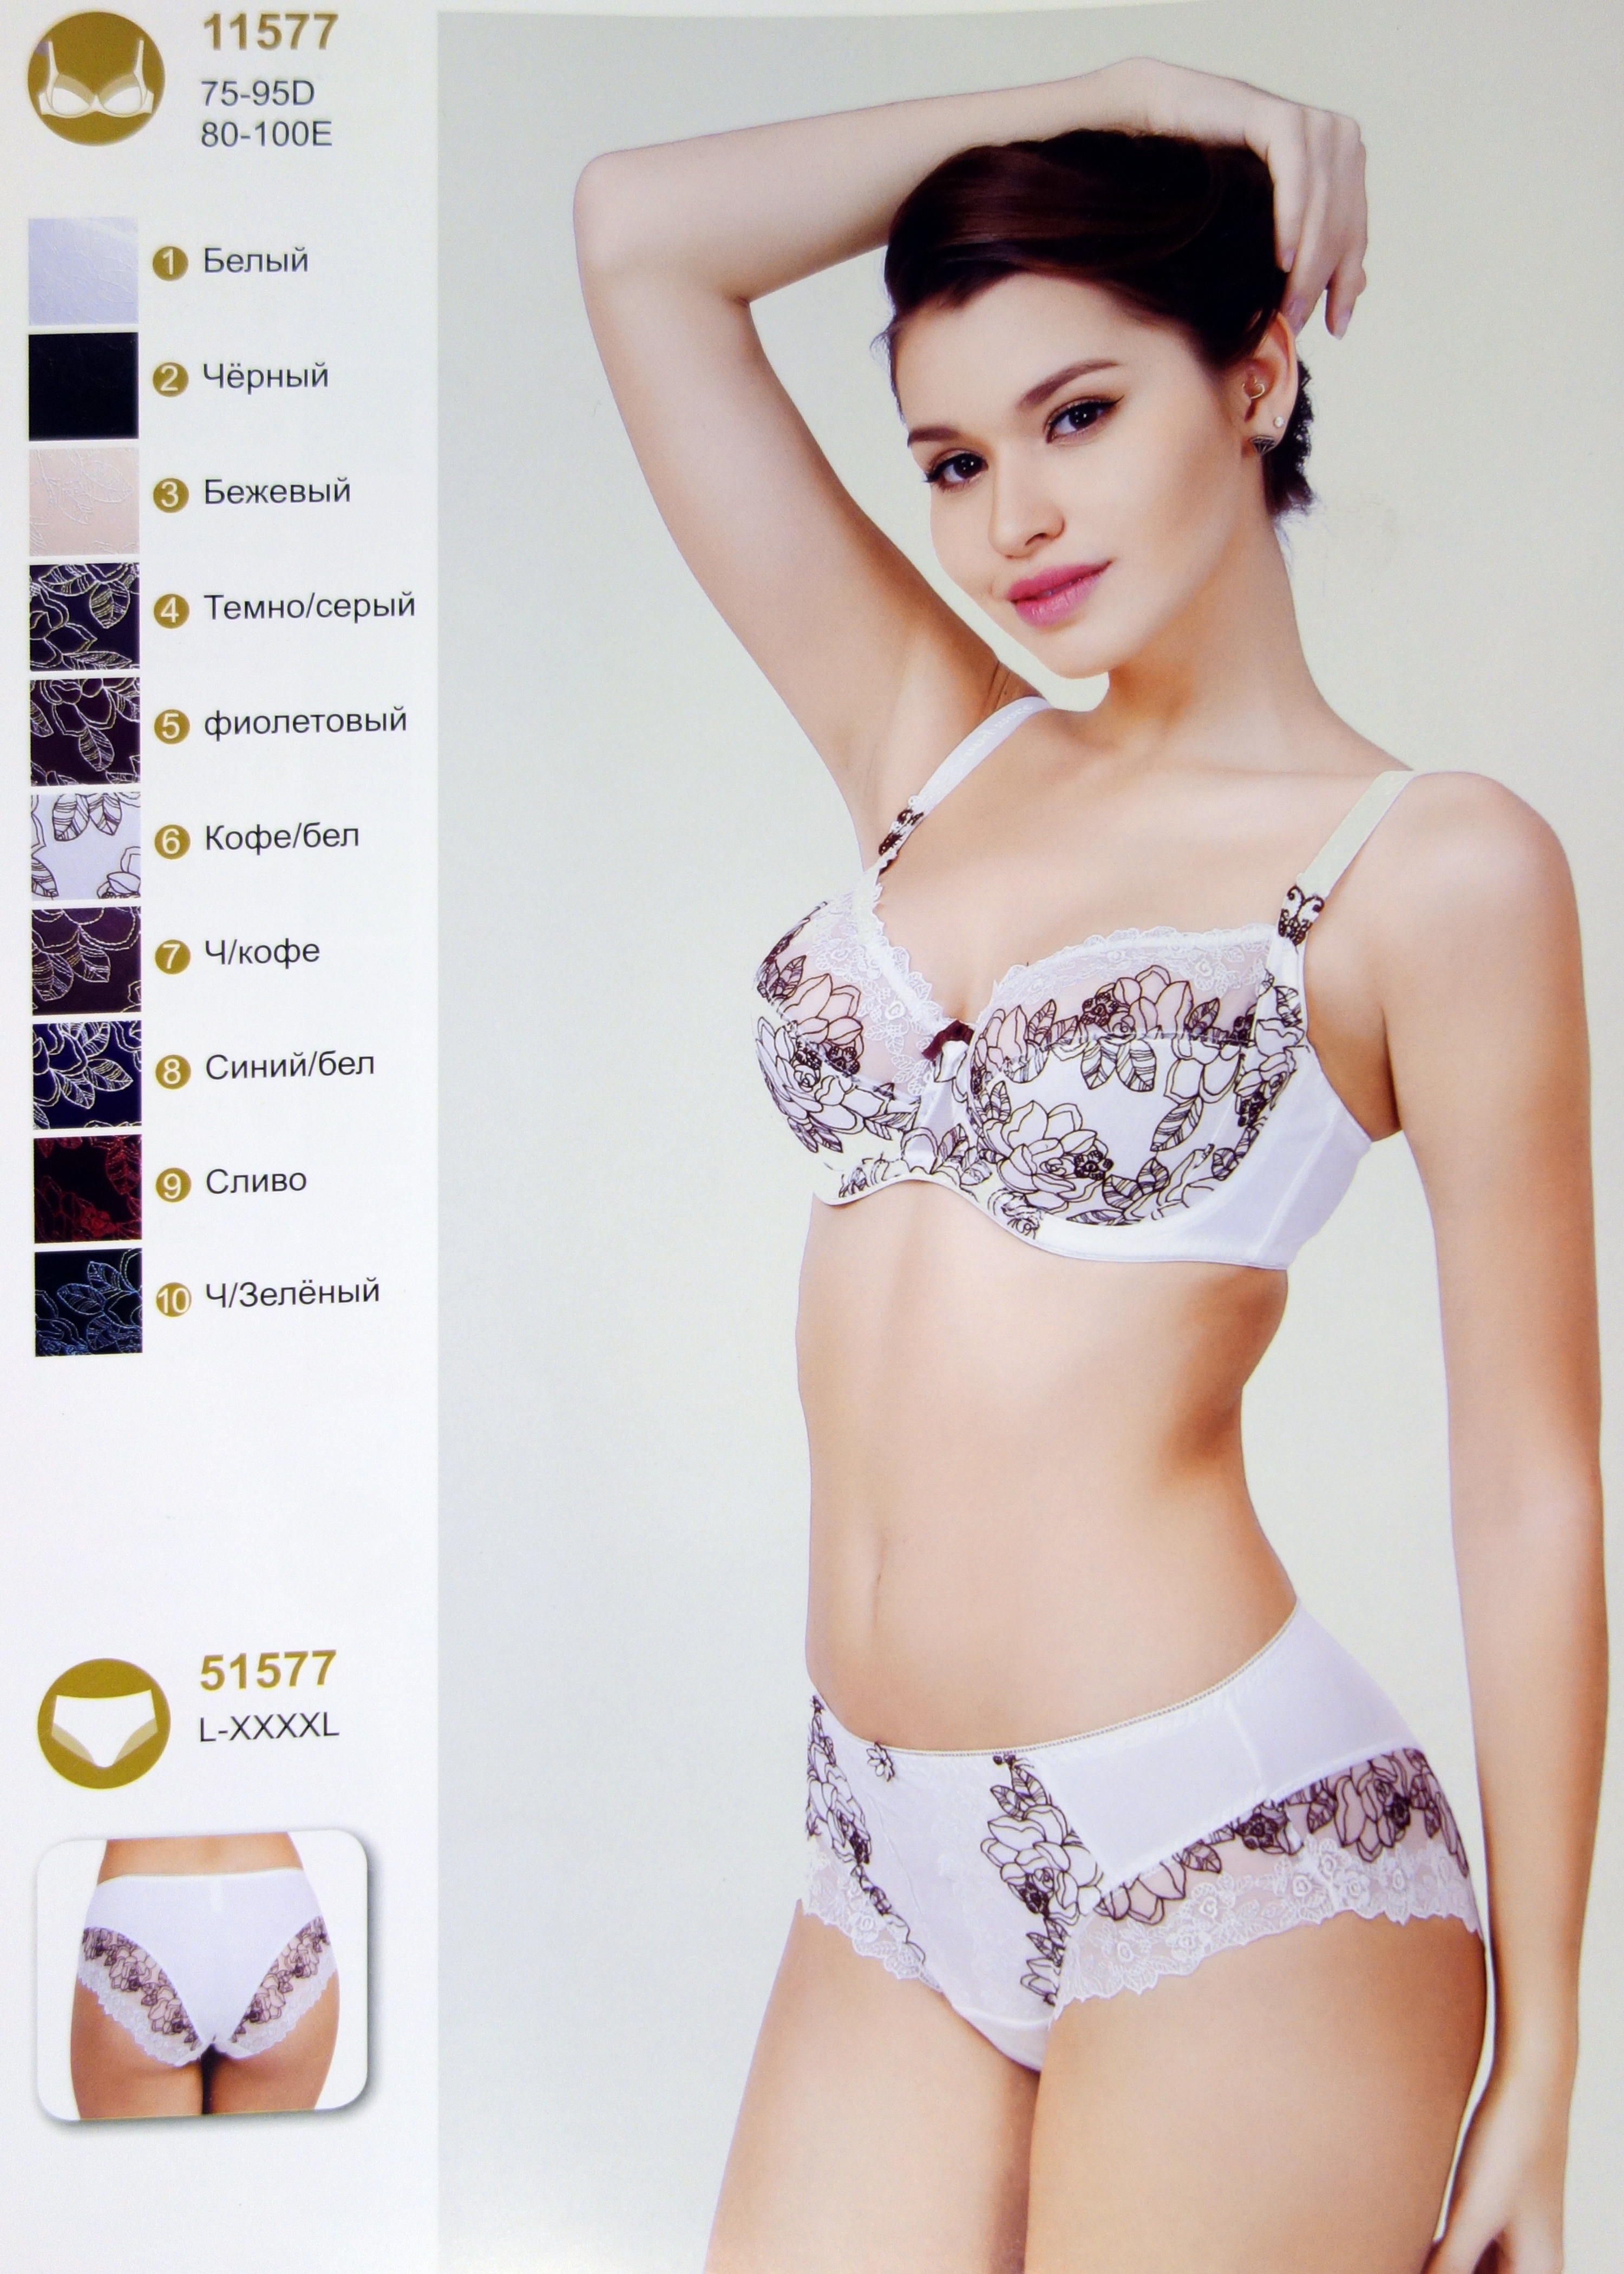 11577
75-95D
80-100E
1 Белый
2 Чёрный
3 Бежевый
4 Темно/серый
5 фиолетовый
6 Кофе/бел
7 Ч/кофе
8 Синий/бел
9 Сливо
10 Ч/Зелёный
51577
L-XXXXL